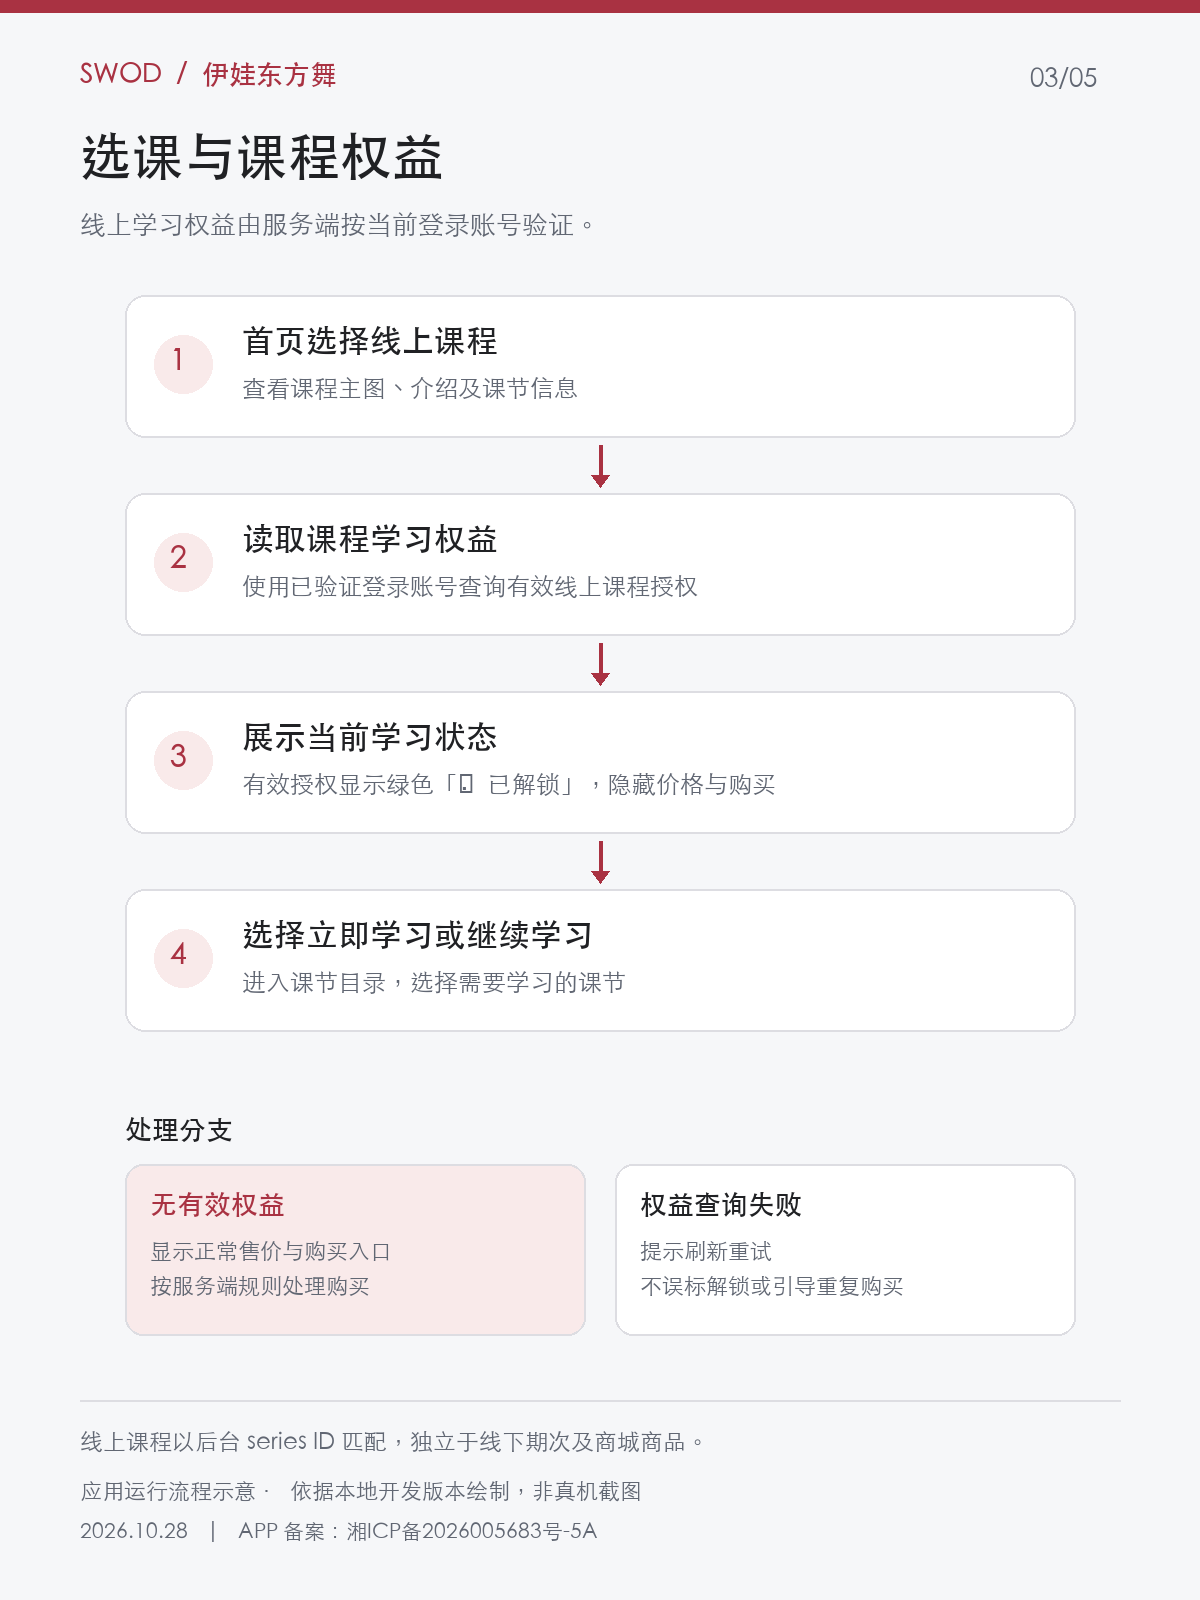 SWOD / 伊娃东方舞
03/05
选课与课程权益
线上学习权益由服务端按当前登录账号验证。
1
首页选择线上课程
查看课程主图、介绍及课节信息
2
读取课程学习权益
使用已验证登录账号查询有效线上课程授权
3
展示当前学习状态
有效授权显示绿色「 已解锁」，隐藏价格与购买
4
选择立即学习或继续学习
进入课节目录，选择需要学习的课节
处理分支
无有效权益
显示正常售价与购买入口
按服务端规则处理购买
权益查询失败
提示刷新重试
不误标解锁或引导重复购买
线上课程以后台 series ID 匹配，独立于线下期次及商城商品。
应用运行流程示意 · 依据本地开发版本绘制，非真机截图
2026.10.28 | APP 备案：湘ICP备2026005683号-5A